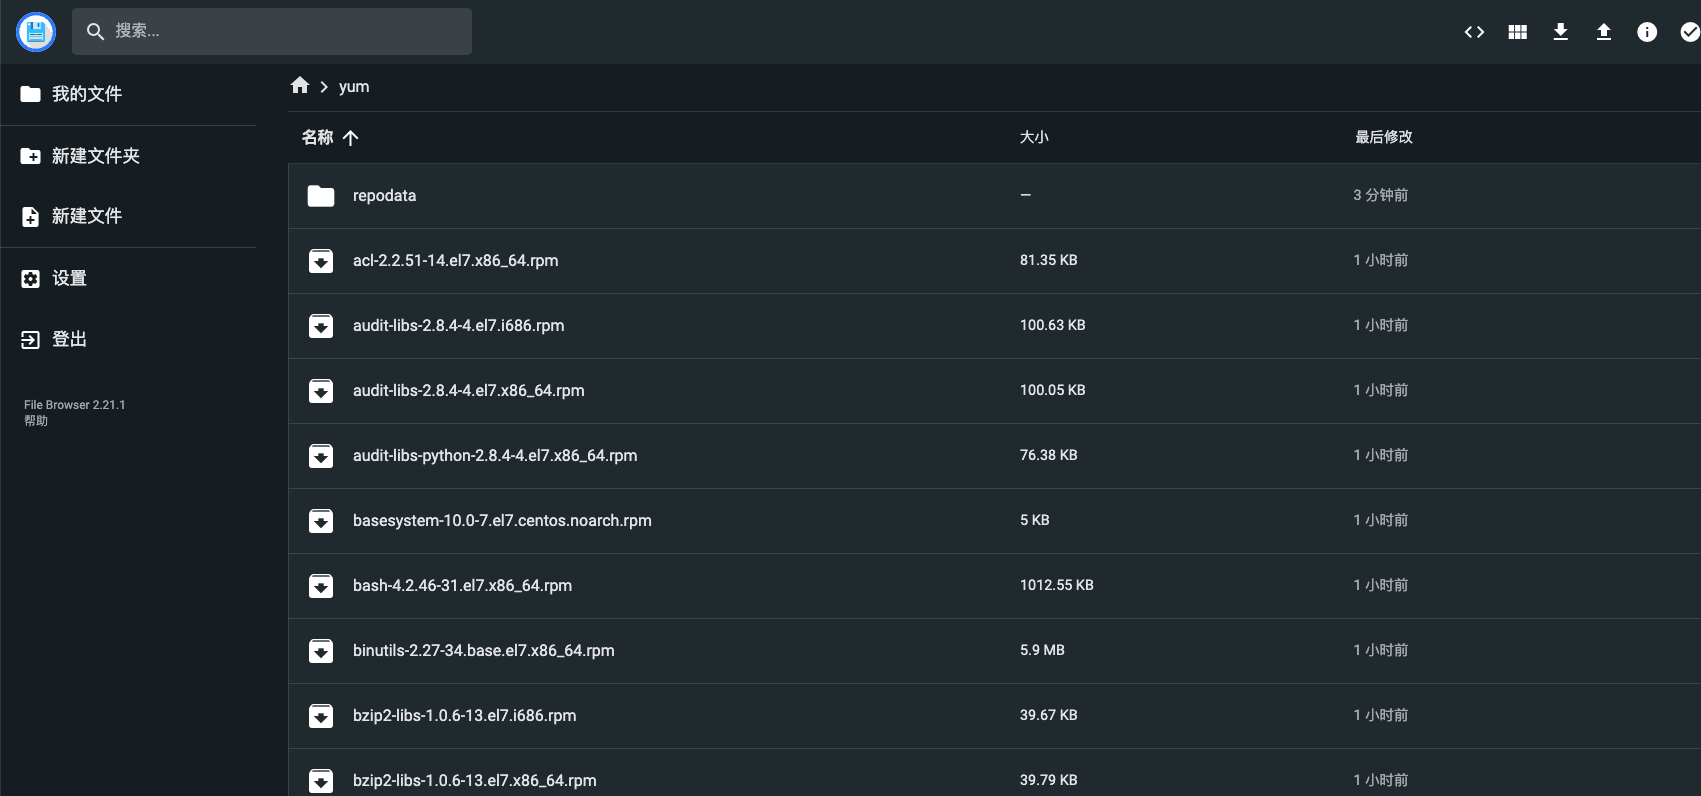 搜索...
我的文件
新建文件夹
新建文件
设置
登出
File Browser 2.21.1
帮助
yum
名称 大小 最后修改
repodata — 3 分钟前
acl-2.2.51-14.el7.x86_64.rpm 81.35 KB 1 小时前
audit-libs-2.8.4-4.el7.i686.rpm 100.63 KB 1 小时前
audit-libs-2.8.4-4.el7.x86_64.rpm 100.05 KB 1 小时前
audit-libs-python-2.8.4-4.el7.x86_64.rpm 76.38 KB 1 小时前
basesystem-10.0-7.el7.centos.noarch.rpm 5 KB 1 小时前
bash-4.2.46-31.el7.x86_64.rpm 1012.55 KB 1 小时前
binutils-2.27-34.base.el7.x86_64.rpm 5.9 MB 1 小时前
bzip2-libs-1.0.6-13.el7.i686.rpm 39.67 KB 1 小时前
bzip2-libs-1.0.6-13.el7.x86_64.rpm 39.79 KB 1 小时前